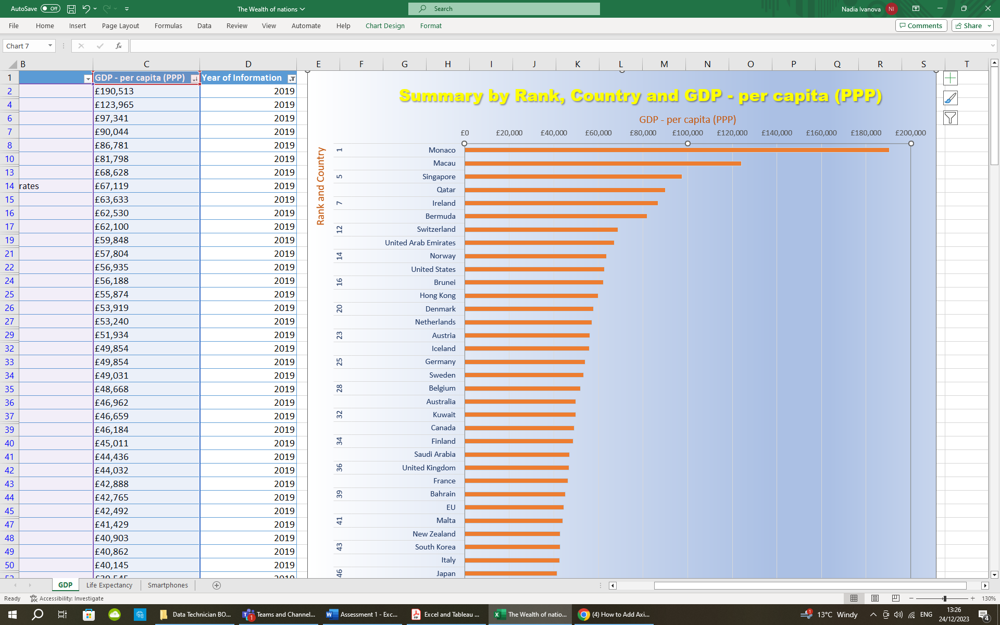 AutoSave Off The Wealth of nations Search Nadia Ivanova NI
File Home Insert Page Layout Formulas Data Review View Automate Help Chart Design Format Comments Share
Chart 7 fx
B C D E F G H I J K L M N O P Q R S T
1 GDP - per capita (PPP) Year of Information
2 £190,513 2019
4 £123,965 2019
6 £97,341 2019
7 £90,044 2019
8 £86,781 2019
10 £81,798 2019
13 £68,628 2019
14 rates £67,119 2019
15 £63,633 2019
16 £62,530 2019
17 £62,100 2019
19 £59,848 2019
21 £57,804 2019
22 £56,935 2019
24 £56,188 2019
25 £55,874 2019
26 £53,919 2019
27 £53,240 2019
29 £51,934 2019
32 £49,854 2019
33 £49,854 2019
34 £49,031 2019
35 £48,668 2019
36 £46,962 2019
37 £46,659 2019
39 £46,184 2019
40 £45,011 2019
41 £44,436 2019
42 £44,032 2019
43 £42,888 2019
44 £42,765 2019
45 £42,492 2019
47 £41,429 2019
48 £40,903 2019
49 £40,862 2019
50 £40,145 2019
Summary by Rank, Country and GDP - per capita (PPP)
GDP - per capita (PPP)
£0 £20,000 £40,000 £60,000 £80,000 £100,000 £120,000 £140,000 £160,000 £180,000 £200,000
Rank and Country
1 Monaco
Macau
5 Singapore
Qatar
7 Ireland
Bermuda
12 Switzerland
United Arab Emirates
14 Norway
United States
16 Brunei
Hong Kong
20 Denmark
Netherlands
23 Austria
Iceland
25 Germany
Sweden
28 Belgium
Australia
32 Kuwait
Canada
34 Finland
Saudi Arabia
36 United Kingdom
France
39 Bahrain
EU
41 Malta
New Zealand
43 South Korea
Italy
46 Japan
GDP Life Expectancy Smartphones
Ready Accessibility: Investigate 130%
Data Technician BO... Teams and Channel... Assessment 1 - Exc... Excel and Tableau ... The Wealth of natio... (4) How to Add Axi... 13°C Windy ENG 13:26
24/12/2023 4